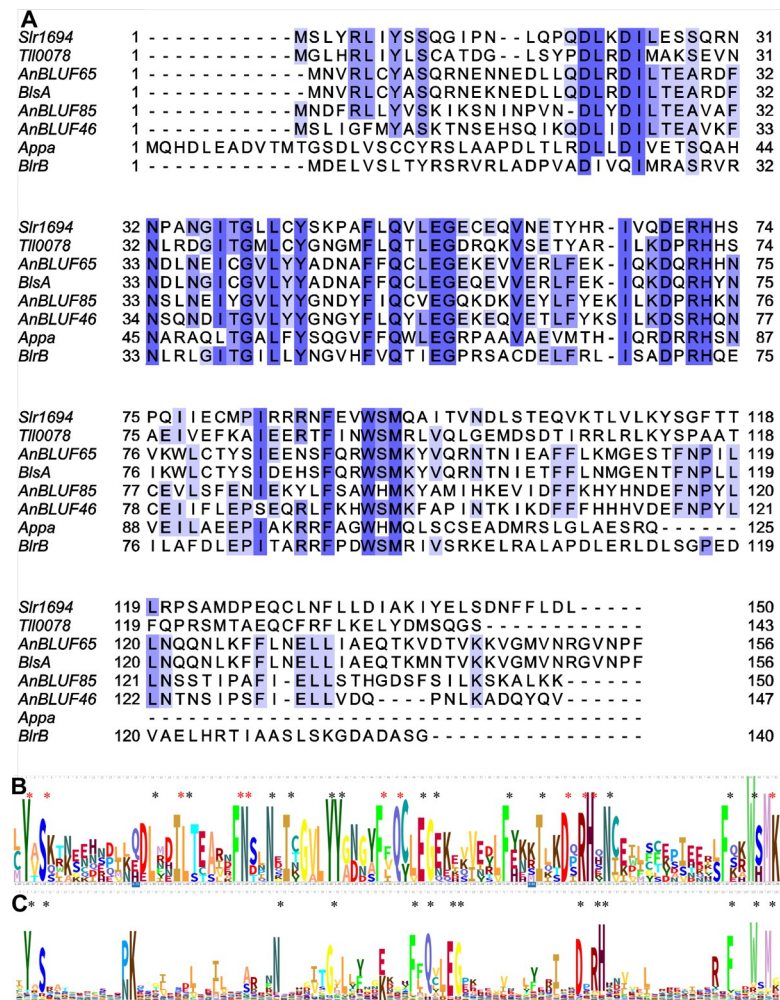 A
Slr1694 1 - - - - - - - - - - - MSLYRLIYSSQGIPN- - LQPQDLKDILESSQRN 31
Tll0078 1 - - - - - - - - - - - MGLHRLIYLSCATDG- - LSYPDLRDIMAKSEVN 31
AnBLUF65 1 - - - - - - - - - - - - MNVRLCYASQRNEKNEDLLQDLRDILTEARDF 32
BlsA 1 - - - - - - - - - - - - MNVRLCYASQRNEKNSYDLLQDLRDILTEARDF 32
AnBLUF85 1 - - - - - - - - - - - MNDFRLLYVSKIKSNINPVN- DLYDILTEAVAF 32
AnBLUF46 1 - - - - - - - - - - - MSLIGFMYASKTNSEHSQIKQDLIDILTEAVKF 33
Appa 1 MQHDLEADVTMTGSDLVSCCYRSLAAPDLTLRDLLDIVETSQAH 44
BlrB 1 - - - - - - - - - - - - MDELVSLTYRSRVRLADPVADIVQIMRASRVR 32
Slr1694 32 NPANGITGLLCYSKPAFLQVLEGECEQVNETYHR- IVQDERHHS 74
Tll0078 32 NLRDGITGMLCYGNGMFLQTLEGDRQKVSETYAR- ILKDPRHHS 74
AnBLUF65 33 NDLNEICGVLYYADNAFFQCLEGEKEVVERLFEK- IQKDQRHHN 75
BlsA 33 NDLNGICGVLYYADNAFFQCLEGEQEVVERLFEK- IQKDQRHYN 75
AnBLUF85 33 NSLNEIYGVLYYGNDYFIQCVEGQKDKVEYLFYEKILKDPRHKN 76
AnBLUF46 34 NSQNDITGYLYYGNGYFLQYLEGEKEQVETLFYKSILKDSRHQN 77
Appa 45 NARAQLTGALFYSQGVFFQWLEGRPAAVAEVMTH- IQRDRRHSN 87
BlrB 33 NLRLGITGILLYNGVHFVQTIEGPRSACDELFRL- ISADPRHQE 75
Slr1694 75 PQIIIECMPIRRRNFEVWSMQAITVNDLSTEQVKTLVLKYSGFTT 118
Tll0078 75 AEIVEFKAIEERTFINWSMRLVQLGEMDSDTIRRLRLKYSPAAT 118
AnBLUF65 76 VKWLCTYSIEENSFQRWSMKYVQRNTNIEAFFLKMGESTFNPIL 119
BlsA 76 IKWLCTYSIDEHSFQRWSMKYVQRNTNIETFFLNMGENTFNPLL 119
AnBLUF85 77 CEVLSFENIEKYLFSAWHMKYAMIHKEVIDFFKHYHNDEFNPYL 120
AnBLUF46 78 CEIIFLEPSEQRLFKHWSMKFAPINTKIKDFFHHHVFDEFNPYL 121
Appa 88 VEILAEEPIAKRRFAGWHMQLSCSEADMRSLGLAESRQ- - - - - - 125
BlrB 76 ILAFDLEPITARRFPDWSMRIVSRKELRALAPDLERLDLSGPED 119
Slr1694 119 LRPSAMDPEQCLNFLLDIAKIYELSDNFFLDL- - - - - 150
Tll0078 119 FQPRSMTAEQCFRFLKELYDMSQGS- - - - - - - - - - - - 143
AnBLUF65 120 LNQQNLKFFLNELLIAEQTKVDTVKKVGMVNRGVNPF 156
BlsA 120 LNQQNLKFFLNELLIAEQTKMNTVKKVGMVNRGVNPF 156
AnBLUF85 121 LNSSTIPAFI- ELLSTHGDSFSILKSKALKK- - - - - - 150
AnBLUF46 122 LNTNSIPSFI- ELLVDQ- - - - PNLKADQYQV- - - - - - 147
Appa - - - - - - - - - - - - - - - - - - - - - - - - - - - - - - - - - - - - -
BlrB 120 VAELHRTIAASLSKGDADASG- - - - - - - - - - - - - - - - 140
B
C